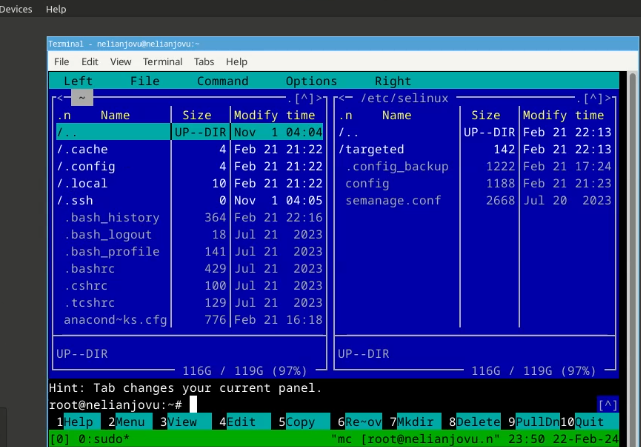 Devices Help
Terminal - nelianjovu@nelianjovu:~
File Edit View Terminal Tabs Help
Left File Command Options Right
<─ ~ .[^]> <─ /etc/selinux .[^]>
.n Name Size Modify time .n Name Size Modify time
/.. UP--DIR Nov 1 04:04 /.. UP--DIR Feb 21 22:13
/.cache 4 Feb 21 21:22 /targeted 142 Feb 21 22:13
/.config 4 Feb 21 21:22 .config_backup 1222 Feb 21 17:24
/.local 10 Feb 21 21:22 config 1188 Feb 21 21:23
/.ssh 0 Nov 1 04:05 semanage.conf 2668 Jul 20 2023
.bash_history 364 Feb 21 22:16
.bash_logout 18 Jul 21 2023
.bash_profile 141 Jul 21 2023
.bashrc 429 Jul 21 2023
.cshrc 100 Jul 21 2023
.tcshrc 129 Jul 21 2023
anacond~ks.cfg 776 Feb 21 16:18
UP--DIR UP--DIR
116G / 119G (97%) 116G / 119G (97%)
Hint: Tab changes your current panel.
root@nelianjovu:~# [^]
1Help 2Menu 3View 4Edit 5Copy 6Re~ov 7Mkdir 8Delete 9PullDn 10Quit
[0] 0:sudo* "mc [root@nelianjovu.n" 23:50 22-Feb-24